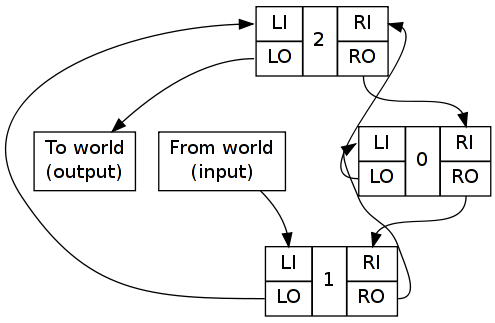 LI 2 RI
LO RO
To world
(output)
From world
(input)
LI 0 RI
LO RO
LI 1 RI
LO RO